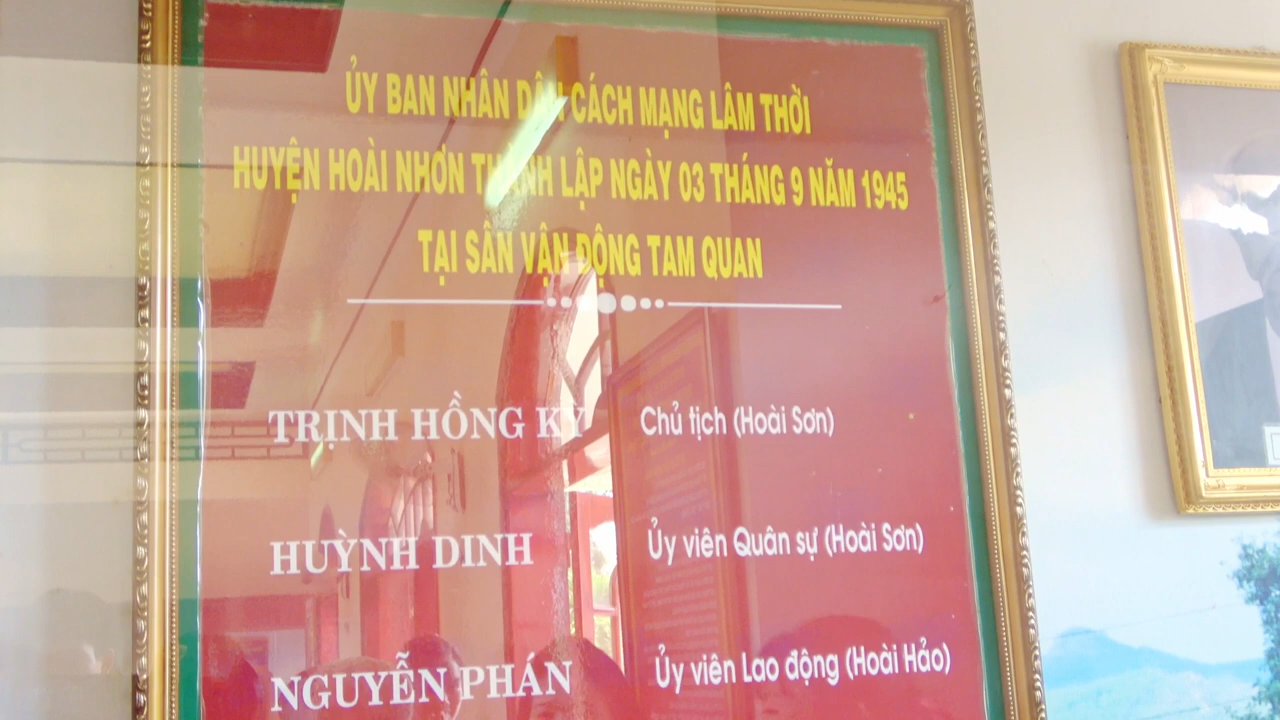 ỦY BAN NHÂN DÂN CÁCH MẠNG LÂM THỜI
HUYỆN HOÀI NHƠN THÀNH LẬP NGÀY 03 THÁNG 9 NĂM 1945
TẠI SÂN VẬN ĐỘNG TAM QUAN
TRỊNH HỒNG KỲ Chủ tịch (Hoài Sơn)
HUỲNH DINH Ủy viên Quân sự (Hoài Sơn)
NGUYỄN PHÁN Ủy viên Lao động (Hoài Hảo)